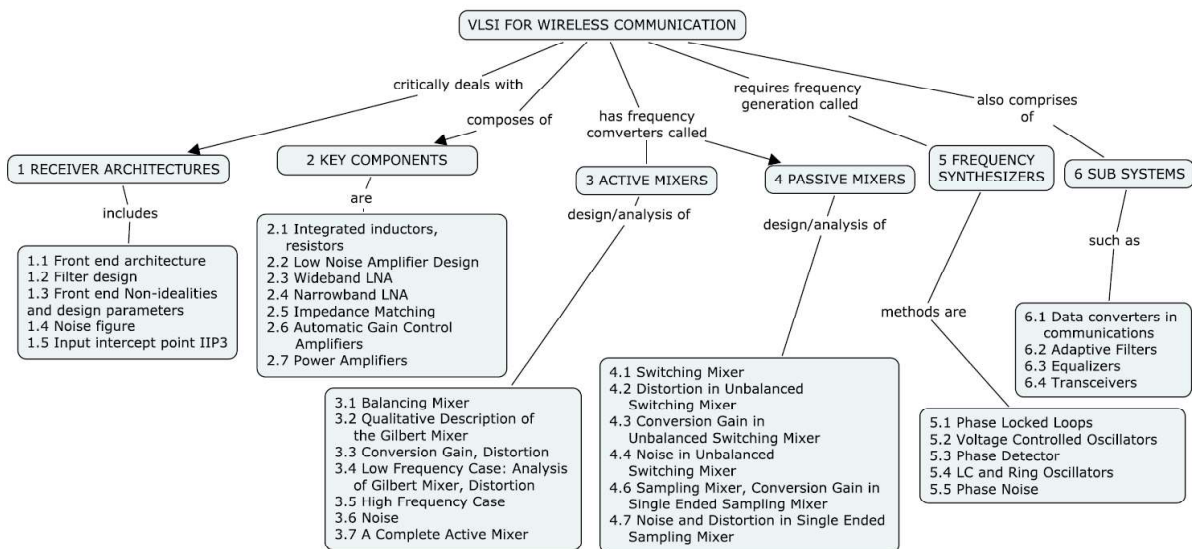 VLSI FOR WIRELESS COMMUNICATION
critically deals with
composes of
has frequency
comverters called
requires frequency
generation called
also comprises
of
1 RECEIVER ARCHITECTURES
2 KEY COMPONENTS
3 ACTIVE MIXERS
4 PASSIVE MIXERS
5 FREQUENCY
SYNTHESIZERS
6 SUB SYSTEMS
includes
are
design/analysis of
design/analysis of
methods are
such as
1.1 Front end architecture
1.2 Filter design
1.3 Front end Non-idealities
and design parameters
1.4 Noise figure
1.5 Input intercept point IIP3
2.1 Integrated inductors,
resistors
2.2 Low Noise Amplifier Design
2.3 Wideband LNA
2.4 Narrowband LNA
2.5 Impedance Matching
2.6 Automatic Gain Control
Amplifiers
2.7 Power Amplifiers
3.1 Balancing Mixer
3.2 Qualitative Description of
the Gilbert Mixer
3.3 Conversion Gain, Distortion
3.4 Low Frequency Case: Analysis
of Gilbert Mixer, Distortion
3.5 High Frequency Case
3.6 Noise
3.7 A Complete Active Mixer
4.1 Switching Mixer
4.2 Distortion in Unbalanced
Switching Mixer
4.3 Conversion Gain in
Unbalanced Switching Mixer
4.4 Noise in Unbalanced
Switching Mixer
4.6 Sampling Mixer, Conversion Gain in
Single Ended Sampling Mixer
4.7 Noise and Distortion in Single Ended
Sampling Mixer
5.1 Phase Locked Loops
5.2 Voltage Controlled Oscillators
5.3 Phase Detector
5.4 LC and Ring Oscillators
5.5 Phase Noise
6.1 Data converters in
communications
6.2 Adaptive Filters
6.3 Equalizers
6.4 Transceivers